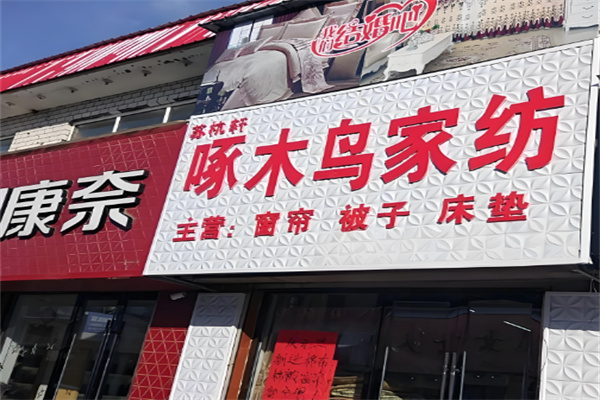 我们结婚吧
苏杭轩
啄木鸟家纺
主营：窗帘 被子 床垫
康奈